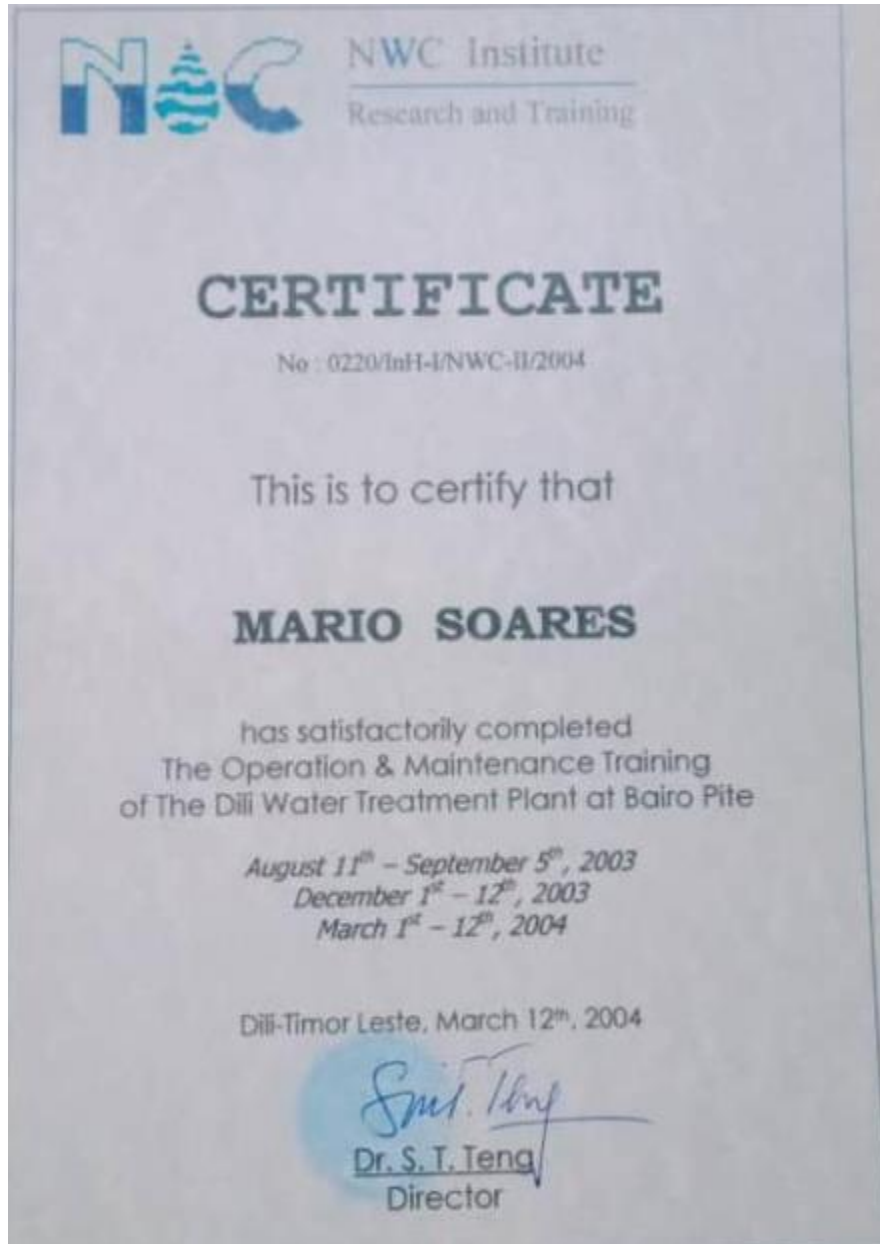 NWC Institute
Research and Training
CERTIFICATE
No : 0220/InH-I/NWC-II/2004
This is to certify that
MARIO SOARES
has satisfactorily completed
The Operation & Maintenance Training
of The Dili Water Treatment Plant at Bairo Pite
August 11th – September 5th, 2003
December 1st – 12th, 2003
March 1st – 12th, 2004
Dili-Timor Leste, March 12th, 2004
Dr. S. T. Teng
Director